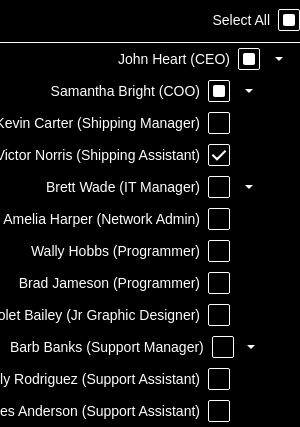 Select All
John Heart (CEO)
Samantha Bright (COO)
Kevin Carter (Shipping Manager)
Victor Norris (Shipping Assistant)
Brett Wade (IT Manager)
Amelia Harper (Network Admin)
Wally Hobbs (Programmer)
Brad Jameson (Programmer)
Bailey (Jr Graphic Designer)
Barb Banks (Support Manager)
Rodriguez (Support Assistant)
Anderson (Support Assistant)